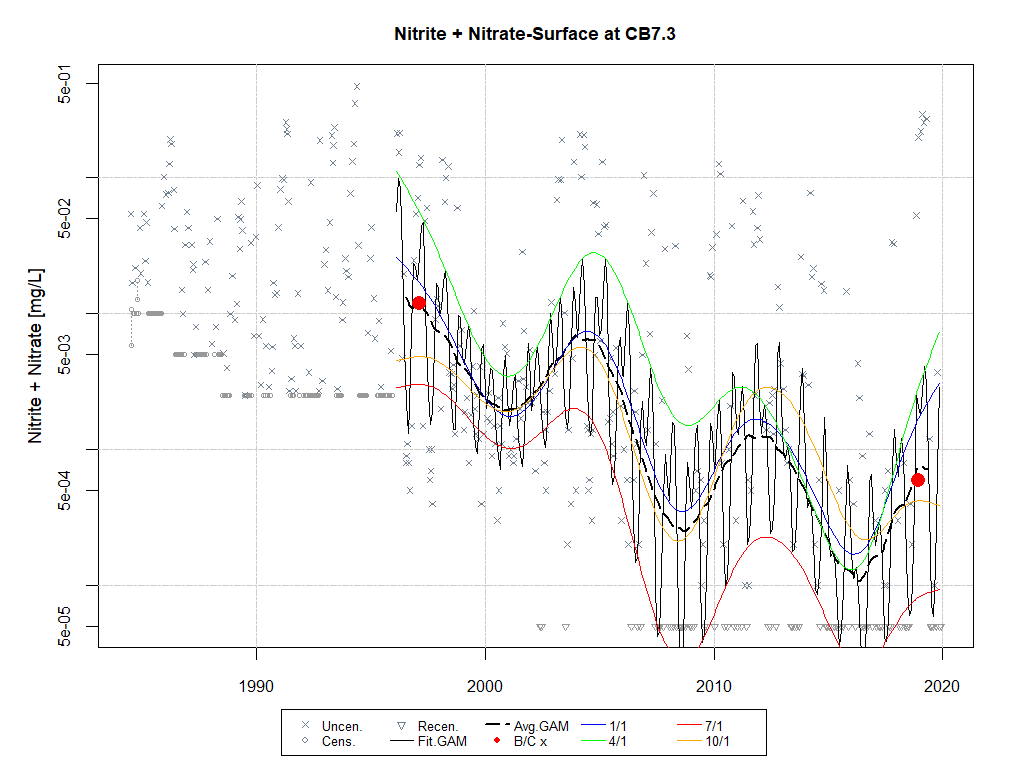 Nitrite + Nitrate-Surface at CB7.3
Nitrite + Nitrate [mg/L]
5e-01
5e-02
5e-03
5e-04
5e-05
1990 2000 2010 2020
Uncen. Recen. Avg.GAM 1/1 7/1
Cens. Fit.GAM B/C x 4/1 10/1